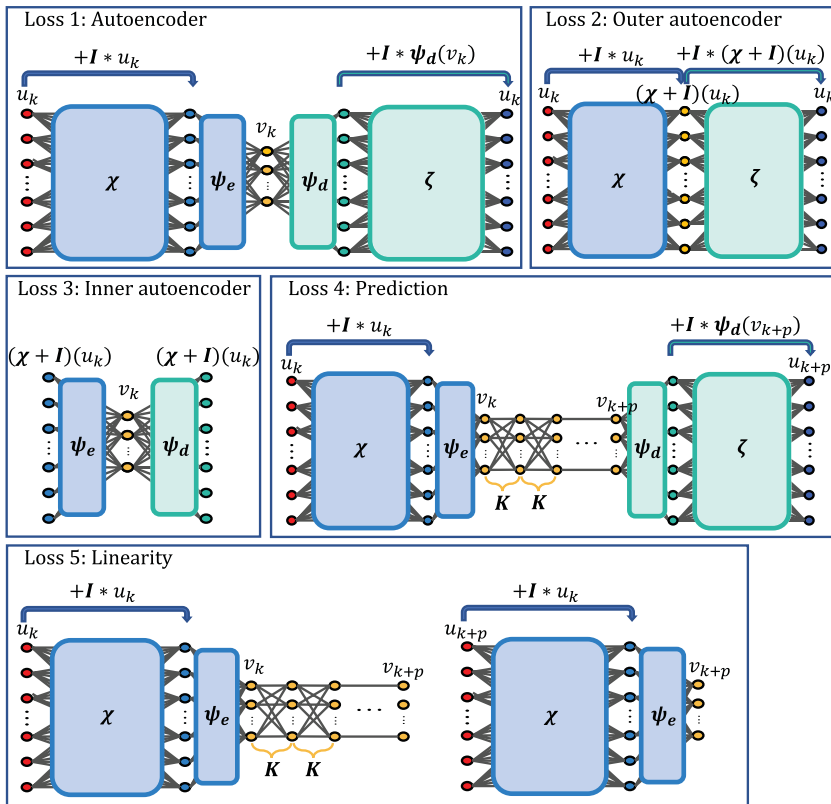 Loss 1: Autoencoder
+I * u_k
+I * ψ_d(v_k)
u_k
χ
ψ_e
v_k
ψ_d
ζ
u_k
Loss 2: Outer autoencoder
+I * u_k
+I * (χ + I)(u_k)
u_k
(χ + I)(u_k)
u_k
χ
ζ
Loss 3: Inner autoencoder
(χ + I)(u_k)
(χ + I)(u_k)
v_k
ψ_e
ψ_d
Loss 4: Prediction
+I * u_k
+I * ψ_d(v_{k+p})
u_k
χ
ψ_e
v_k
K
K
v_{k+p}
ψ_d
ζ
u_{k+p}
Loss 5: Linearity
+I * u_k
u_k
χ
ψ_e
v_k
K
K
v_{k+p}
+I * u_k
u_{k+p}
χ
ψ_e
v_{k+p}